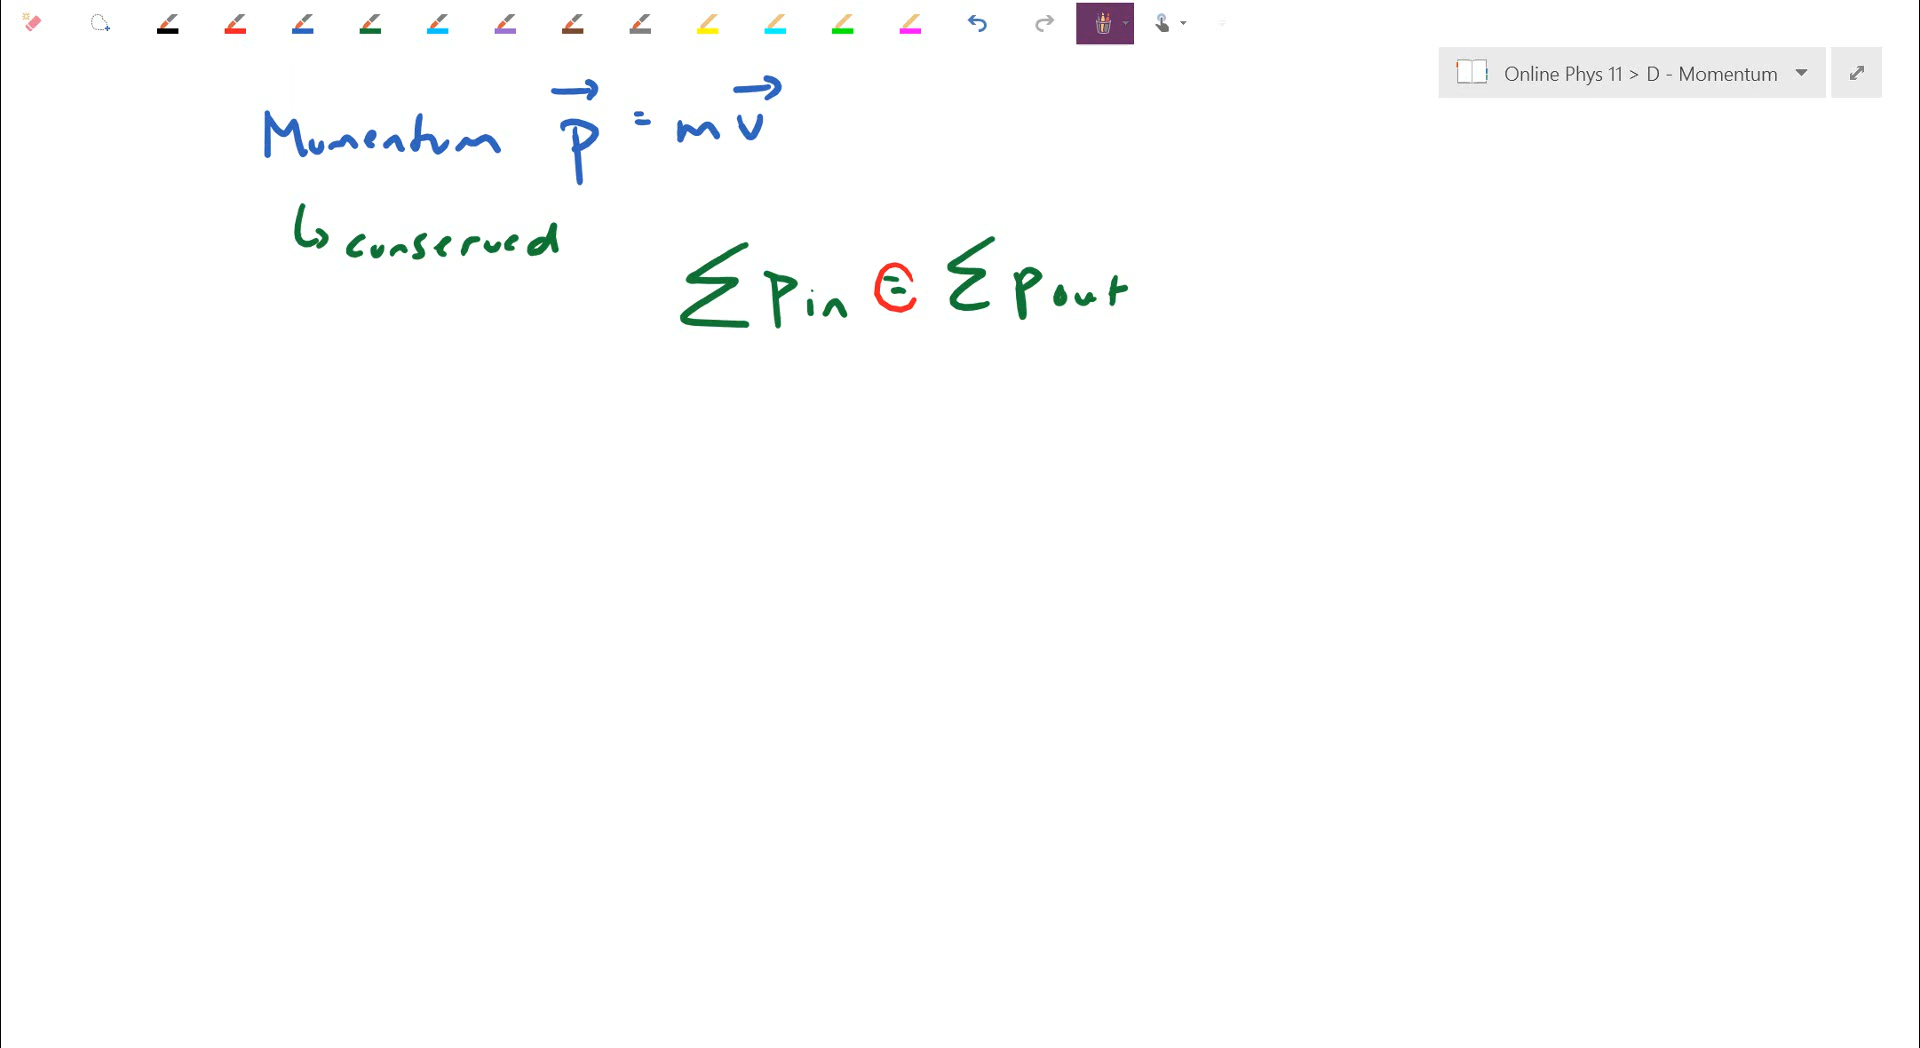 Online Phys 11 > D - Momentum
Momentum p⃗ = mv⃗
↳ conserved
∑ pin = ∑ pout